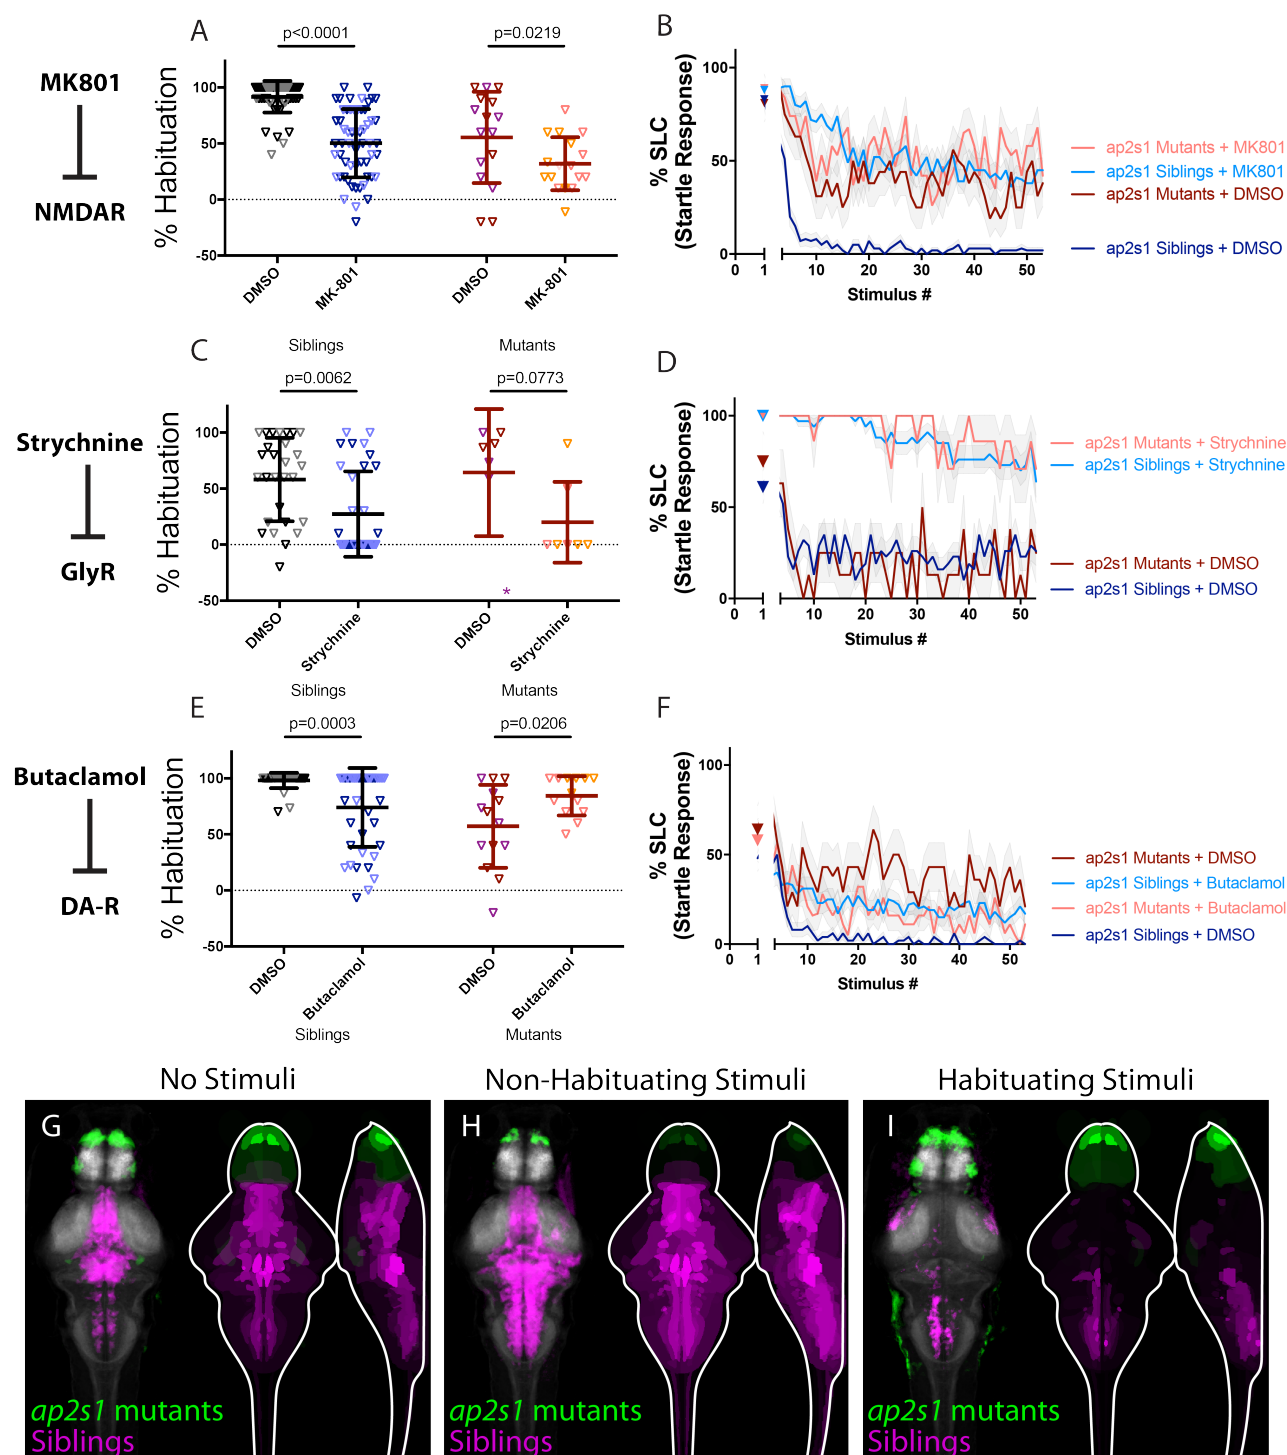 A
p<0.0001
p=0.0219
MK801
NMDAR
% Habituation
100
50
0
-50
DMSO
MK-801
DMSO
MK-801
Siblings
Mutants
B
% SLC
(Startle Response)
100
50
0
0
1
10
20
30
40
50
Stimulus #
ap2s1 Mutants + MK801
ap2s1 Siblings + MK801
ap2s1 Mutants + DMSO
ap2s1 Siblings + DMSO
C
p=0.0062
p=0.0773
Strychnine
GlyR
% Habituation
100
50
0
-50
*
DMSO
Strychnine
DMSO
Strychnine
Siblings
Mutants
D
% SLC
(Startle Response)
100
50
0
0
1
10
20
30
40
50
Stimulus #
ap2s1 Mutants + Strychnine
ap2s1 Siblings + Strychnine
ap2s1 Mutants + DMSO
ap2s1 Siblings + DMSO
E
p=0.0003
p=0.0206
Butaclamol
DA-R
% Habituation
100
50
0
-50
DMSO
Butaclamol
DMSO
Butaclamol
Siblings
Mutants
F
% SLC
(Startle Response)
100
50
0
0
1
10
20
30
40
50
Stimulus #
ap2s1 Mutants + DMSO
ap2s1 Siblings + Butaclamol
ap2s1 Mutants + Butaclamol
ap2s1 Siblings + DMSO
No Stimuli
Non-Habituating Stimuli
Habituating Stimuli
G
ap2s1 mutants
Siblings
H
ap2s1 mutants
Siblings
I
ap2s1 mutants
Siblings